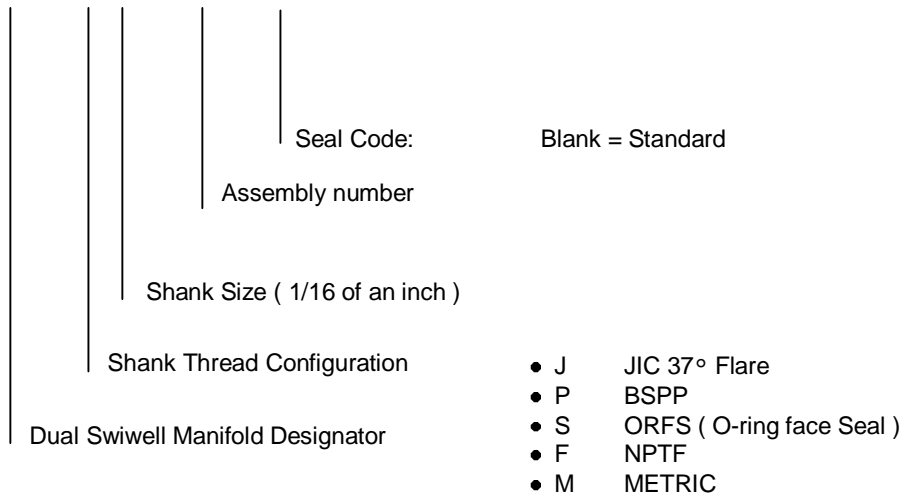 Seal Code: Blank = Standard
Assembly number
Shank Size ( 1/16 of an inch )
Shank Thread Configuration
• J JIC 37° Flare
• P BSPP
Dual Swiwell Manifold Designator
• S ORFS ( O-ring face Seal )
• F NPTF
• M METRIC